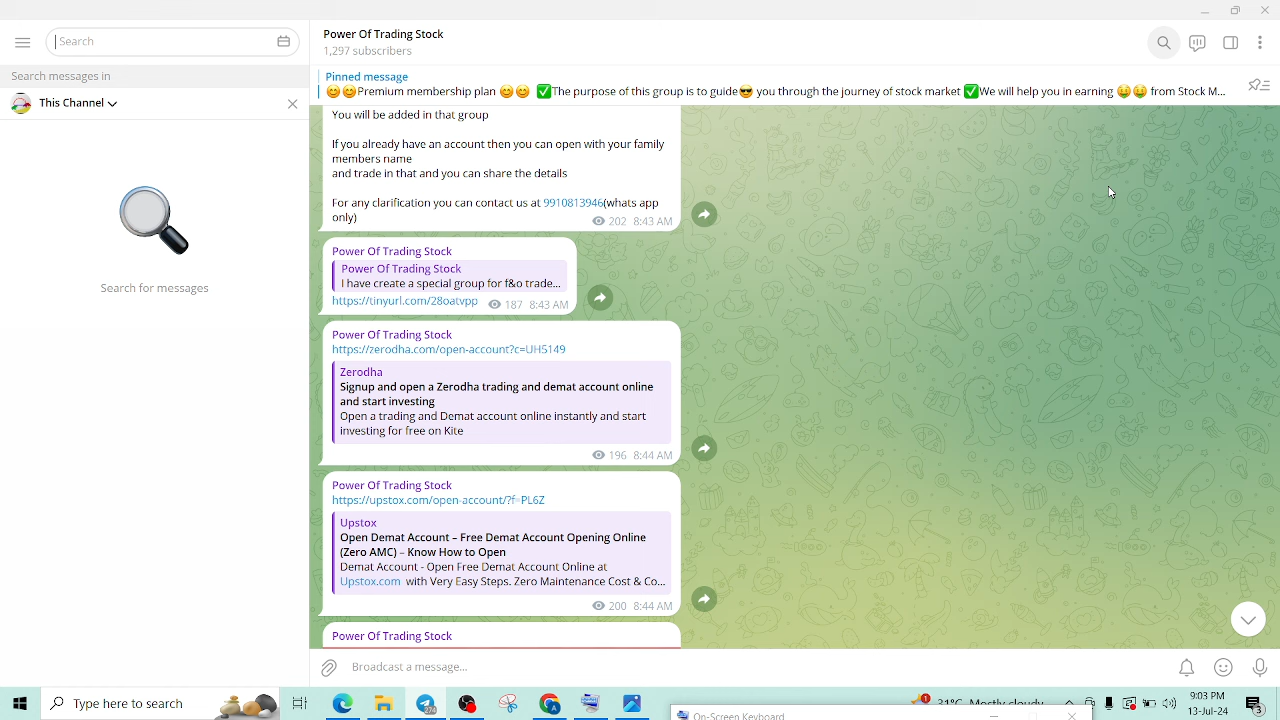 Search
Search messages in
This Channel
Search for messages
Power Of Trading Stock
1,297 subscribers
Pinned message
😊😊Premium membership plan 😊😊 ✅The purpose of this group is to guide😎 you through the journey of stock market ✅We will help you in earning 🤑🤑 from Stock M...
You will be added in that group
If you already have an account then you can open with your family
members name
and trade in that and you can share the details
For any clarification you can contact us at 9910813946(whats app
only)
202 8:43 AM
Power Of Trading Stock
Power Of Trading Stock
I have create a special group for f&o trade...
https://tinyurl.com/28oatvpp 187 8:43 AM
Power Of Trading Stock
https://zerodha.com/open-account?c=UH5149
Zerodha
Signup and open a Zerodha trading and demat account online
and start investing
Open a trading and Demat account online instantly and start
investing for free on Kite
196 8:44 AM
Power Of Trading Stock
https://upstox.com/open-account/?f=PL6Z
Upstox
Open Demat Account – Free Demat Account Opening Online
(Zero AMC) – Know How to Open
Demat Account - Open Free Demat Account Online at
Upstox.com with Very Easy Steps. Zero Maintenance Cost & Co...
200 8:44 AM
Power Of Trading Stock
Broadcast a message...
Type here to search
On-Screen Keyboard
31°C Mostly cloudy
9:03 PM
13-Jul-24
3